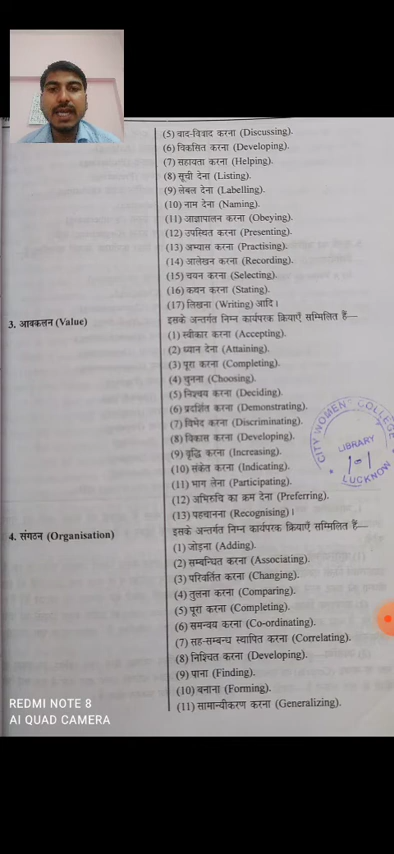 (5) वाद-विवाद करना (Discussing).
(6) विकसित करना (Developing).
(7) सहायता करना (Helping).
(8) सूची देना (Listing).
(9) लेबल देना (Labelling).
(10) नाम देना (Naming).
(11) आज्ञापालन करना (Obeying).
(12) उपस्थित करना (Presenting).
(13) अभ्यास करना (Practising).
(14) आलेखन करना (Recording).
(15) चयन करना (Selecting).
(16) कथन करना (Stating).
(17) लिखना (Writing) आदि।
3. आवकलन (Value) इसके अन्तर्गत निम्न कार्यपरक क्रियाएँ सम्मिलित हैं—
(1) स्वीकार करना (Accepting).
(2) ध्यान देना (Attaining).
(3) पूरा करना (Completing).
(4) चुनना (Choosing).
(5) निश्चय करना (Deciding).
(6) प्रदर्शित करना (Demonstrating).
(7) विभेद करना (Discriminating).
(8) विकास करना (Developing).
(9) वृद्धि करना (Increasing).
(10) संकेत करना (Indicating).
(11) भाग लेना (Participating).
(12) अभिरुचि का क्रम देना (Preferring).
(13) पहचानना (Recognising)।
CITY WOMEN'S COLLEGE
LIBRARY
LUCKNOW
4. संगठन (Organisation) इसके अन्तर्गत निम्न कार्यपरक क्रियाएँ सम्मिलित हैं—
(1) जोड़ना (Adding).
(2) सम्बन्धित करना (Associating).
(3) परिवर्तित करना (Changing).
(4) तुलना करना (Comparing).
(5) पूरा करना (Completing).
(6) समन्वय करना (Co-ordinating).
(7) सह-सम्बन्ध स्थापित करना (Correlating).
(8) निश्चित करना (Developing).
(9) पाना (Finding).
(10) बनाना (Forming).
(11) सामान्यीकरण करना (Generalizing).
REDMI NOTE 8
AI QUAD CAMERA